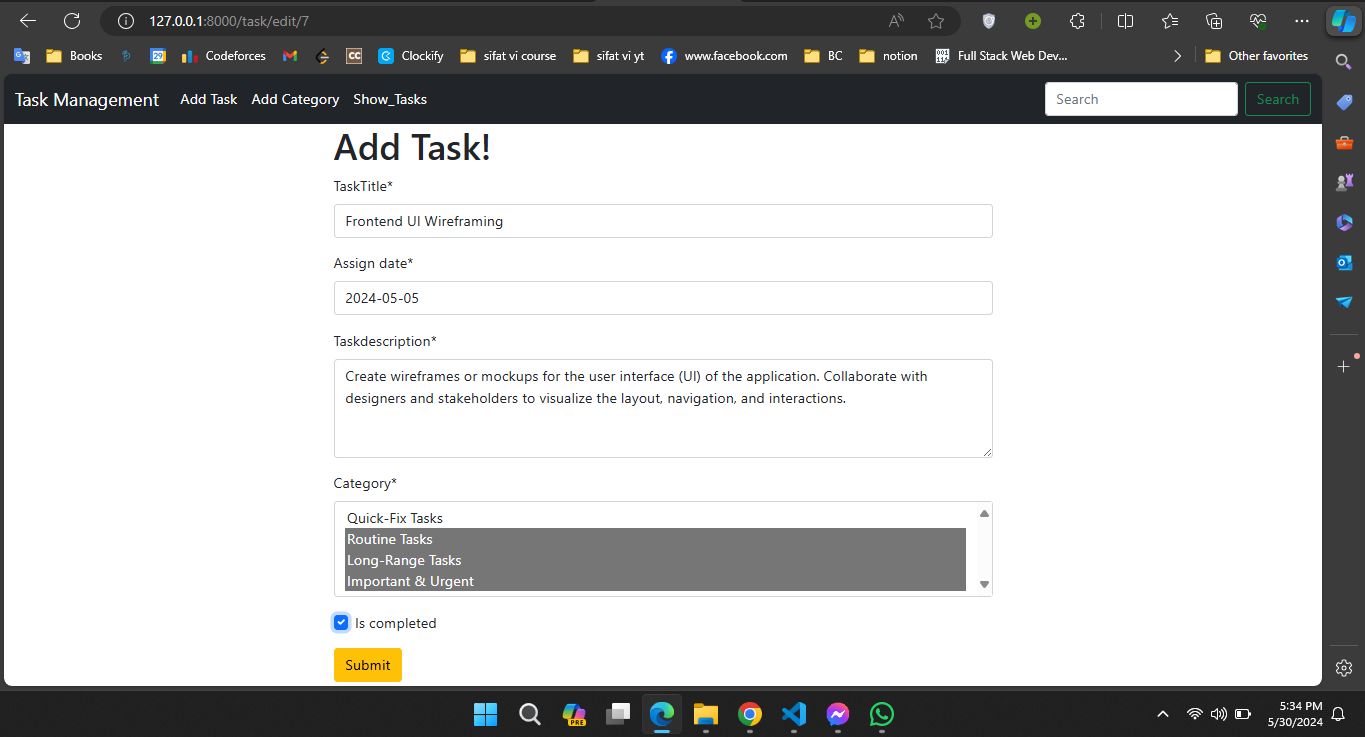 127.0.0.1:8000/task/edit/7
Books
29
Codeforces
CC
Clockify
sifat vi course
sifat vi yt
www.facebook.com
BC
notion
Full Stack Web Dev...
Other favorites
Task Management
Add Task
Add Category
Show_Tasks
Search
Search
Add Task!
TaskTitle*
Frontend UI Wireframing
Assign date*
2024-05-05
Taskdescription*
Create wireframes or mockups for the user interface (UI) of the application. Collaborate with
designers and stakeholders to visualize the layout, navigation, and interactions.
Category*
Quick-Fix Tasks
Routine Tasks
Long-Range Tasks
Important & Urgent
Is completed
Submit
PRE
5:34 PM
5/30/2024